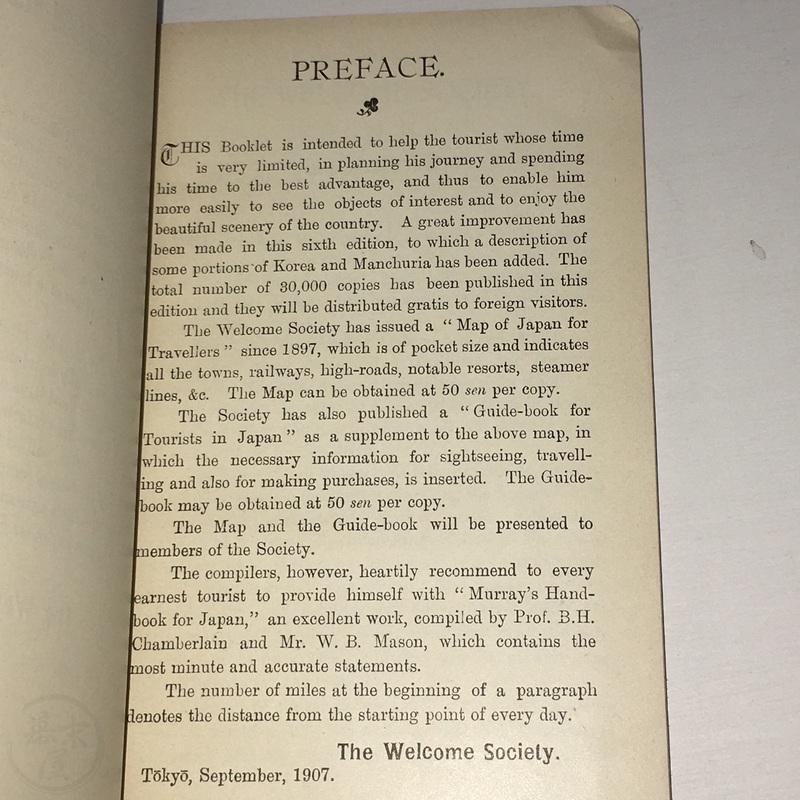 PREFACE.
THIS Booklet is intended to help the tourist whose time
is very limited, in planning his journey and spending
his time to the best advantage, and thus to enable him
more easily to see the objects of interest and to enjoy the
beautiful scenery of the country. A great improvement has
been made in this sixth edition, to which a description of
some portions of Korea and Manchuria has been added. The
total number of 30,000 copies has been published in this
edition and they will be distributed gratis to foreign visitors.
The Welcome Society has issued a “ Map of Japan for
Travellers ” since 1897, which is of pocket size and indicates
all the towns, railways, high-roads, notable resorts, steamer
lines, &c. The Map can be obtained at 50 sen per copy.
The Society has also published a “ Guide-book for
Tourists in Japan ” as a supplement to the above map, in
which the necessary information for sightseeing, travell-
ing and also for making purchases, is inserted. The Guide-
book may be obtained at 50 sen per copy.
The Map and the Guide-book will be presented to
members of the Society.
The compilers, however, heartily recommend to every
earnest tourist to provide himself with “ Murray's Hand-
book for Japan,” an excellent work, compiled by Prof. B.H.
Chamberlain and Mr. W. B. Mason, which contains the
most minute and accurate statements.
The number of miles at the beginning of a paragraph
denotes the distance from the starting point of every day.
The Welcome Society.
Tōkyō, September, 1907.